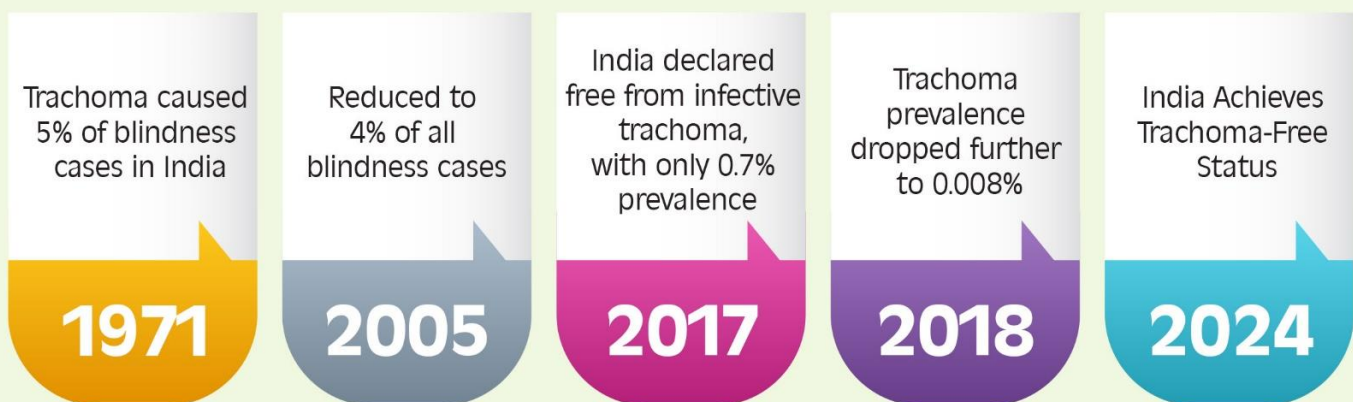 Trachoma caused
5% of blindness
cases in India
1971
Reduced to
4% of all
blindness cases
2005
India declared
free from infective
trachoma,
with only 0.7%
prevalence
2017
Trachoma
prevalence
dropped further
to 0.008%
2018
India Achieves
Trachoma-Free
Status
2024